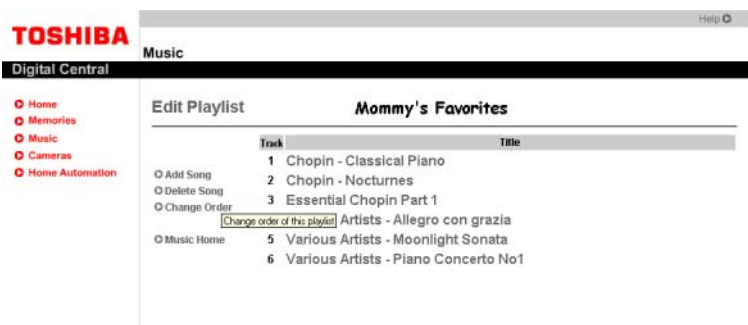 Help
TOSHIBA
Music
Digital Central
Home
Memories
Music
Cameras
Home Automation
Edit Playlist
Mommy's Favorites
Track Title
1 Chopin - Classical Piano
Add Song
2 Chopin - Nocturnes
Delete Song
3 Essential Chopin Part 1
Change Order
Change order of this playlist
Artists - Allegro con grazia
Music Home
5 Various Artists - Moonlight Sonata
6 Various Artists - Piano Concerto No1